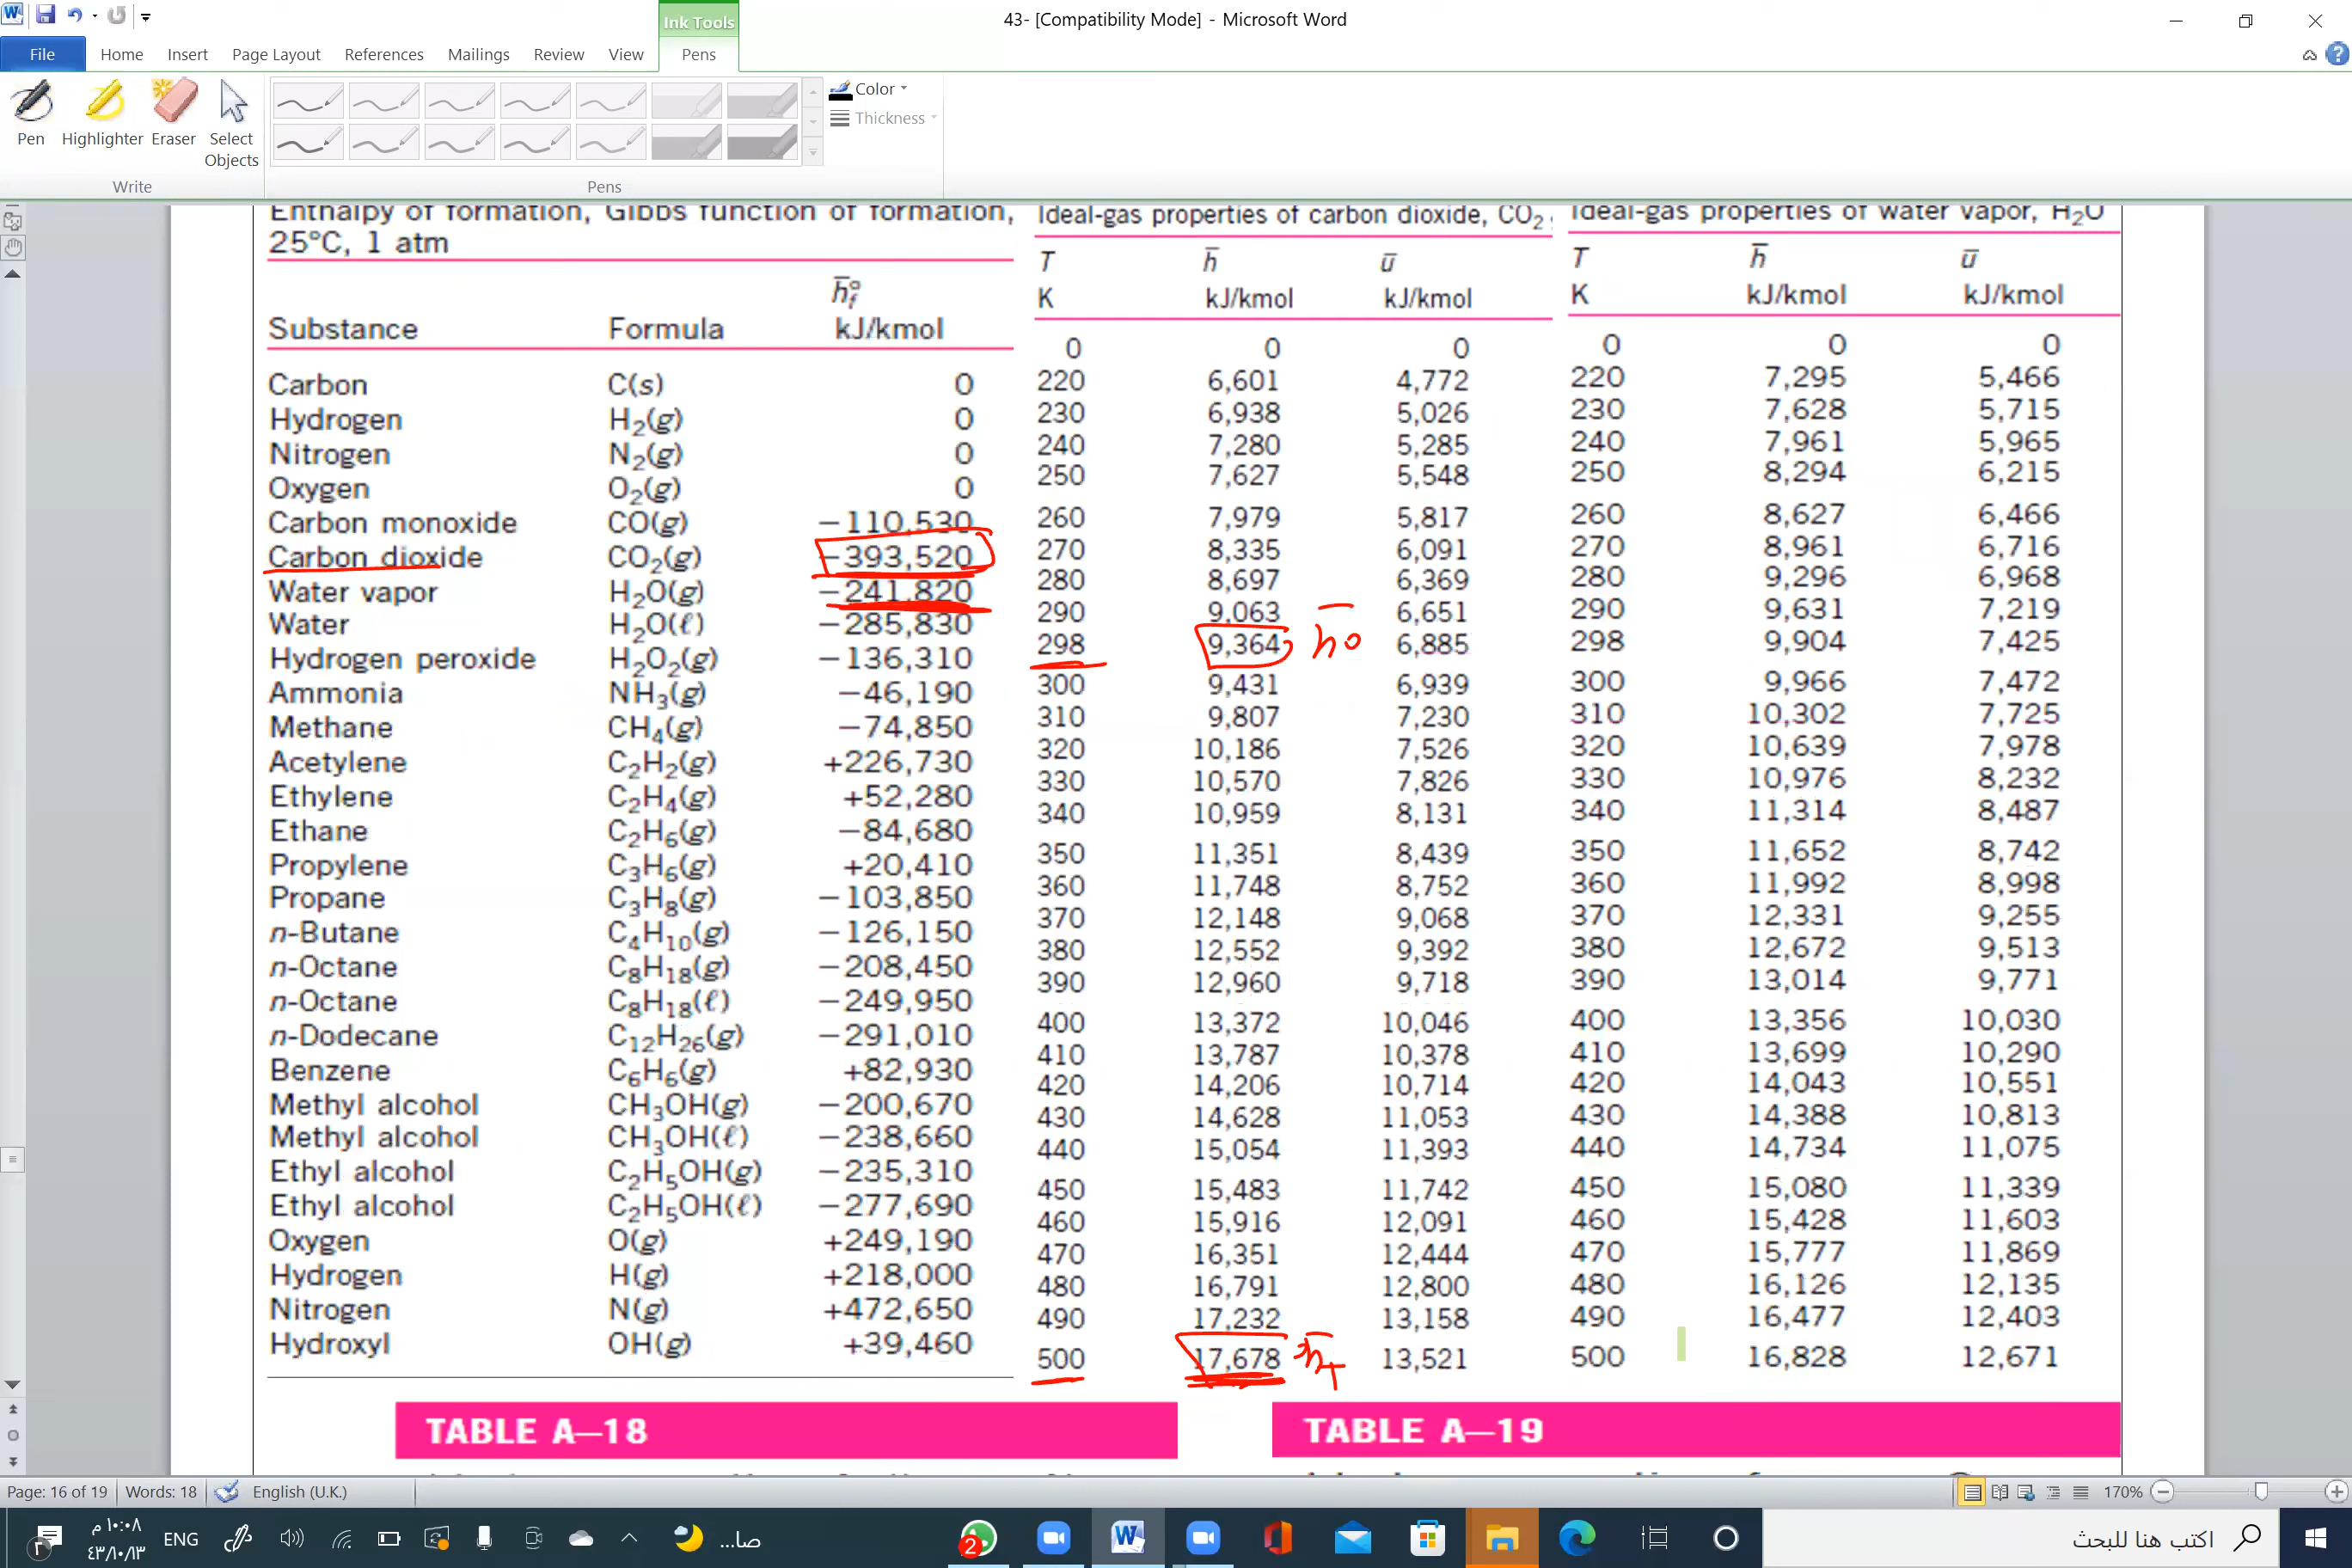 43- [Compatibility Mode] - Microsoft Word
Ink Tools
File Home Insert Page Layout References Mailings Review View Pens
Pen Highlighter Eraser Select Objects
Color
Thickness
Write
Pens
Enthalpy of formation, Gibbs function of formation,
25°C, 1 atm
h̄f°
Substance Formula kJ/kmol
Carbon C(s) 0
Hydrogen H₂(g) 0
Nitrogen N₂(g) 0
Oxygen O₂(g) 0
Carbon monoxide CO(g) −110,530
Carbon dioxide CO₂(g) −393,520
Water vapor H₂O(g) −241,820
Water H₂O(ℓ) −285,830
Hydrogen peroxide H₂O₂(g) −136,310
Ammonia NH₃(g) −46,190
Methane CH₄(g) −74,850
Acetylene C₂H₂(g) +226,730
Ethylene C₂H₄(g) +52,280
Ethane C₂H₆(g) −84,680
Propylene C₃H₆(g) +20,410
Propane C₃H₈(g) −103,850
n-Butane C₄H₁₀(g) −126,150
n-Octane C₈H₁₈(g) −208,450
n-Octane C₈H₁₈(ℓ) −249,950
n-Dodecane C₁₂H₂₆(g) −291,010
Benzene C₆H₆(g) +82,930
Methyl alcohol CH₃OH(g) −200,670
Methyl alcohol CH₃OH(ℓ) −238,660
Ethyl alcohol C₂H₅OH(g) −235,310
Ethyl alcohol C₂H₅OH(ℓ) −277,690
Oxygen O(g) +249,190
Hydrogen H(g) +218,000
Nitrogen N(g) +472,650
Hydroxyl OH(g) +39,460
Ideal-gas properties of carbon dioxide, CO₂
T h̄ ū
K kJ/kmol kJ/kmol
0 0 0
220 6,601 4,772
230 6,938 5,026
240 7,280 5,285
250 7,627 5,548
260 7,979 5,817
270 8,335 6,091
280 8,697 6,369
290 9,063 6,651
298 9,364 h̄o 6,885
300 9,431 6,939
310 9,807 7,230
320 10,186 7,526
330 10,570 7,826
340 10,959 8,131
350 11,351 8,439
360 11,748 8,752
370 12,148 9,068
380 12,552 9,392
390 12,960 9,718
400 13,372 10,046
410 13,787 10,378
420 14,206 10,714
430 14,628 11,053
440 15,054 11,393
450 15,483 11,742
460 15,916 12,091
470 16,351 12,444
480 16,791 12,800
490 17,232 13,158
500 17,678 h̄T 13,521
Ideal-gas properties of water vapor, H₂O
T h̄ ū
K kJ/kmol kJ/kmol
0 0 0
220 7,295 5,466
230 7,628 5,715
240 7,961 5,965
250 8,294 6,215
260 8,627 6,466
270 8,961 6,716
280 9,296 6,968
290 9,631 7,219
298 9,904 7,425
300 9,966 7,472
310 10,302 7,725
320 10,639 7,978
330 10,976 8,232
340 11,314 8,487
350 11,652 8,742
360 11,992 8,998
370 12,331 9,255
380 12,672 9,513
390 13,014 9,771
400 13,356 10,030
410 13,699 10,290
420 14,043 10,551
430 14,388 10,813
440 14,734 11,075
450 15,080 11,339
460 15,428 11,603
470 15,777 11,869
480 16,126 12,135
490 16,477 12,403
500 16,828 12,671
TABLE A–18
TABLE A–19
Page: 16 of 19 Words: 18 English (U.K.) 170%
١٠:٠٨ م
٤٣/١٠/١٣
ENG
صا...
2
اكتب هنا للبحث